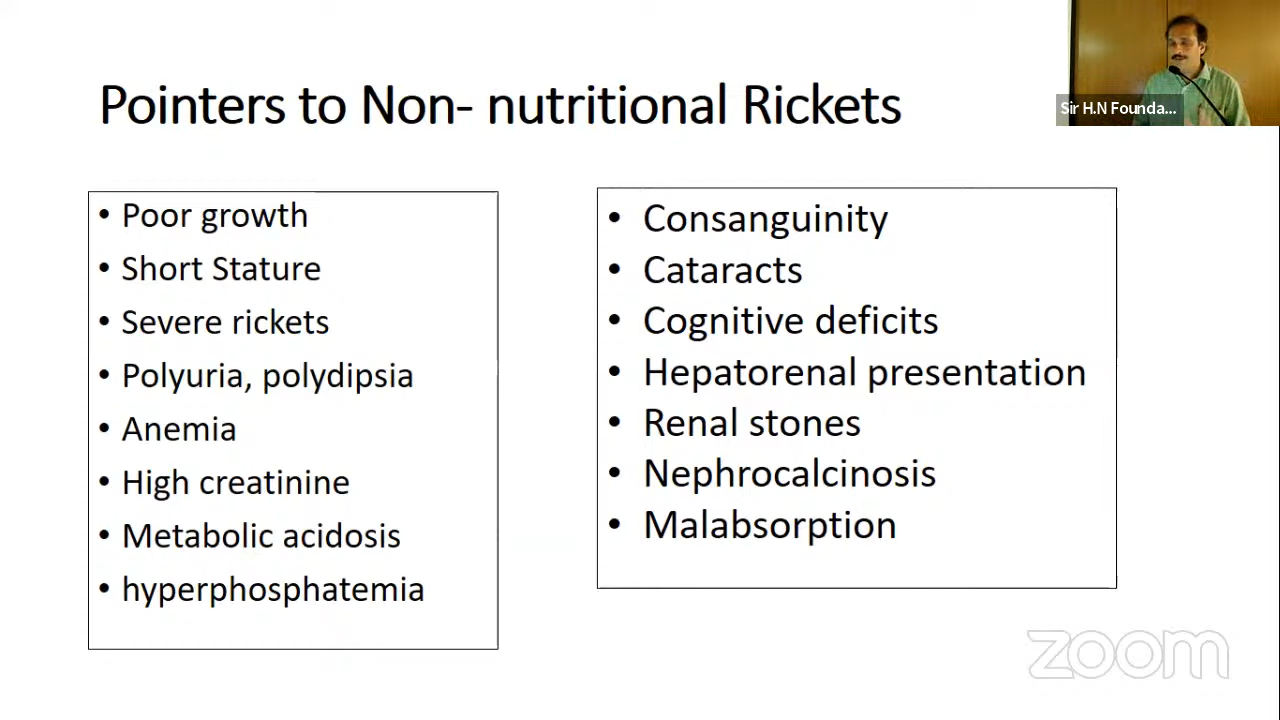 Sir H.N Founda...
Pointers to Non- nutritional Rickets
• Poor growth
• Short Stature
• Severe rickets
• Polyuria, polydipsia
• Anemia
• High creatinine
• Metabolic acidosis
• hyperphosphatemia
• Consanguinity
• Cataracts
• Cognitive deficits
• Hepatorenal presentation
• Renal stones
• Nephrocalcinosis
• Malabsorption
zoom